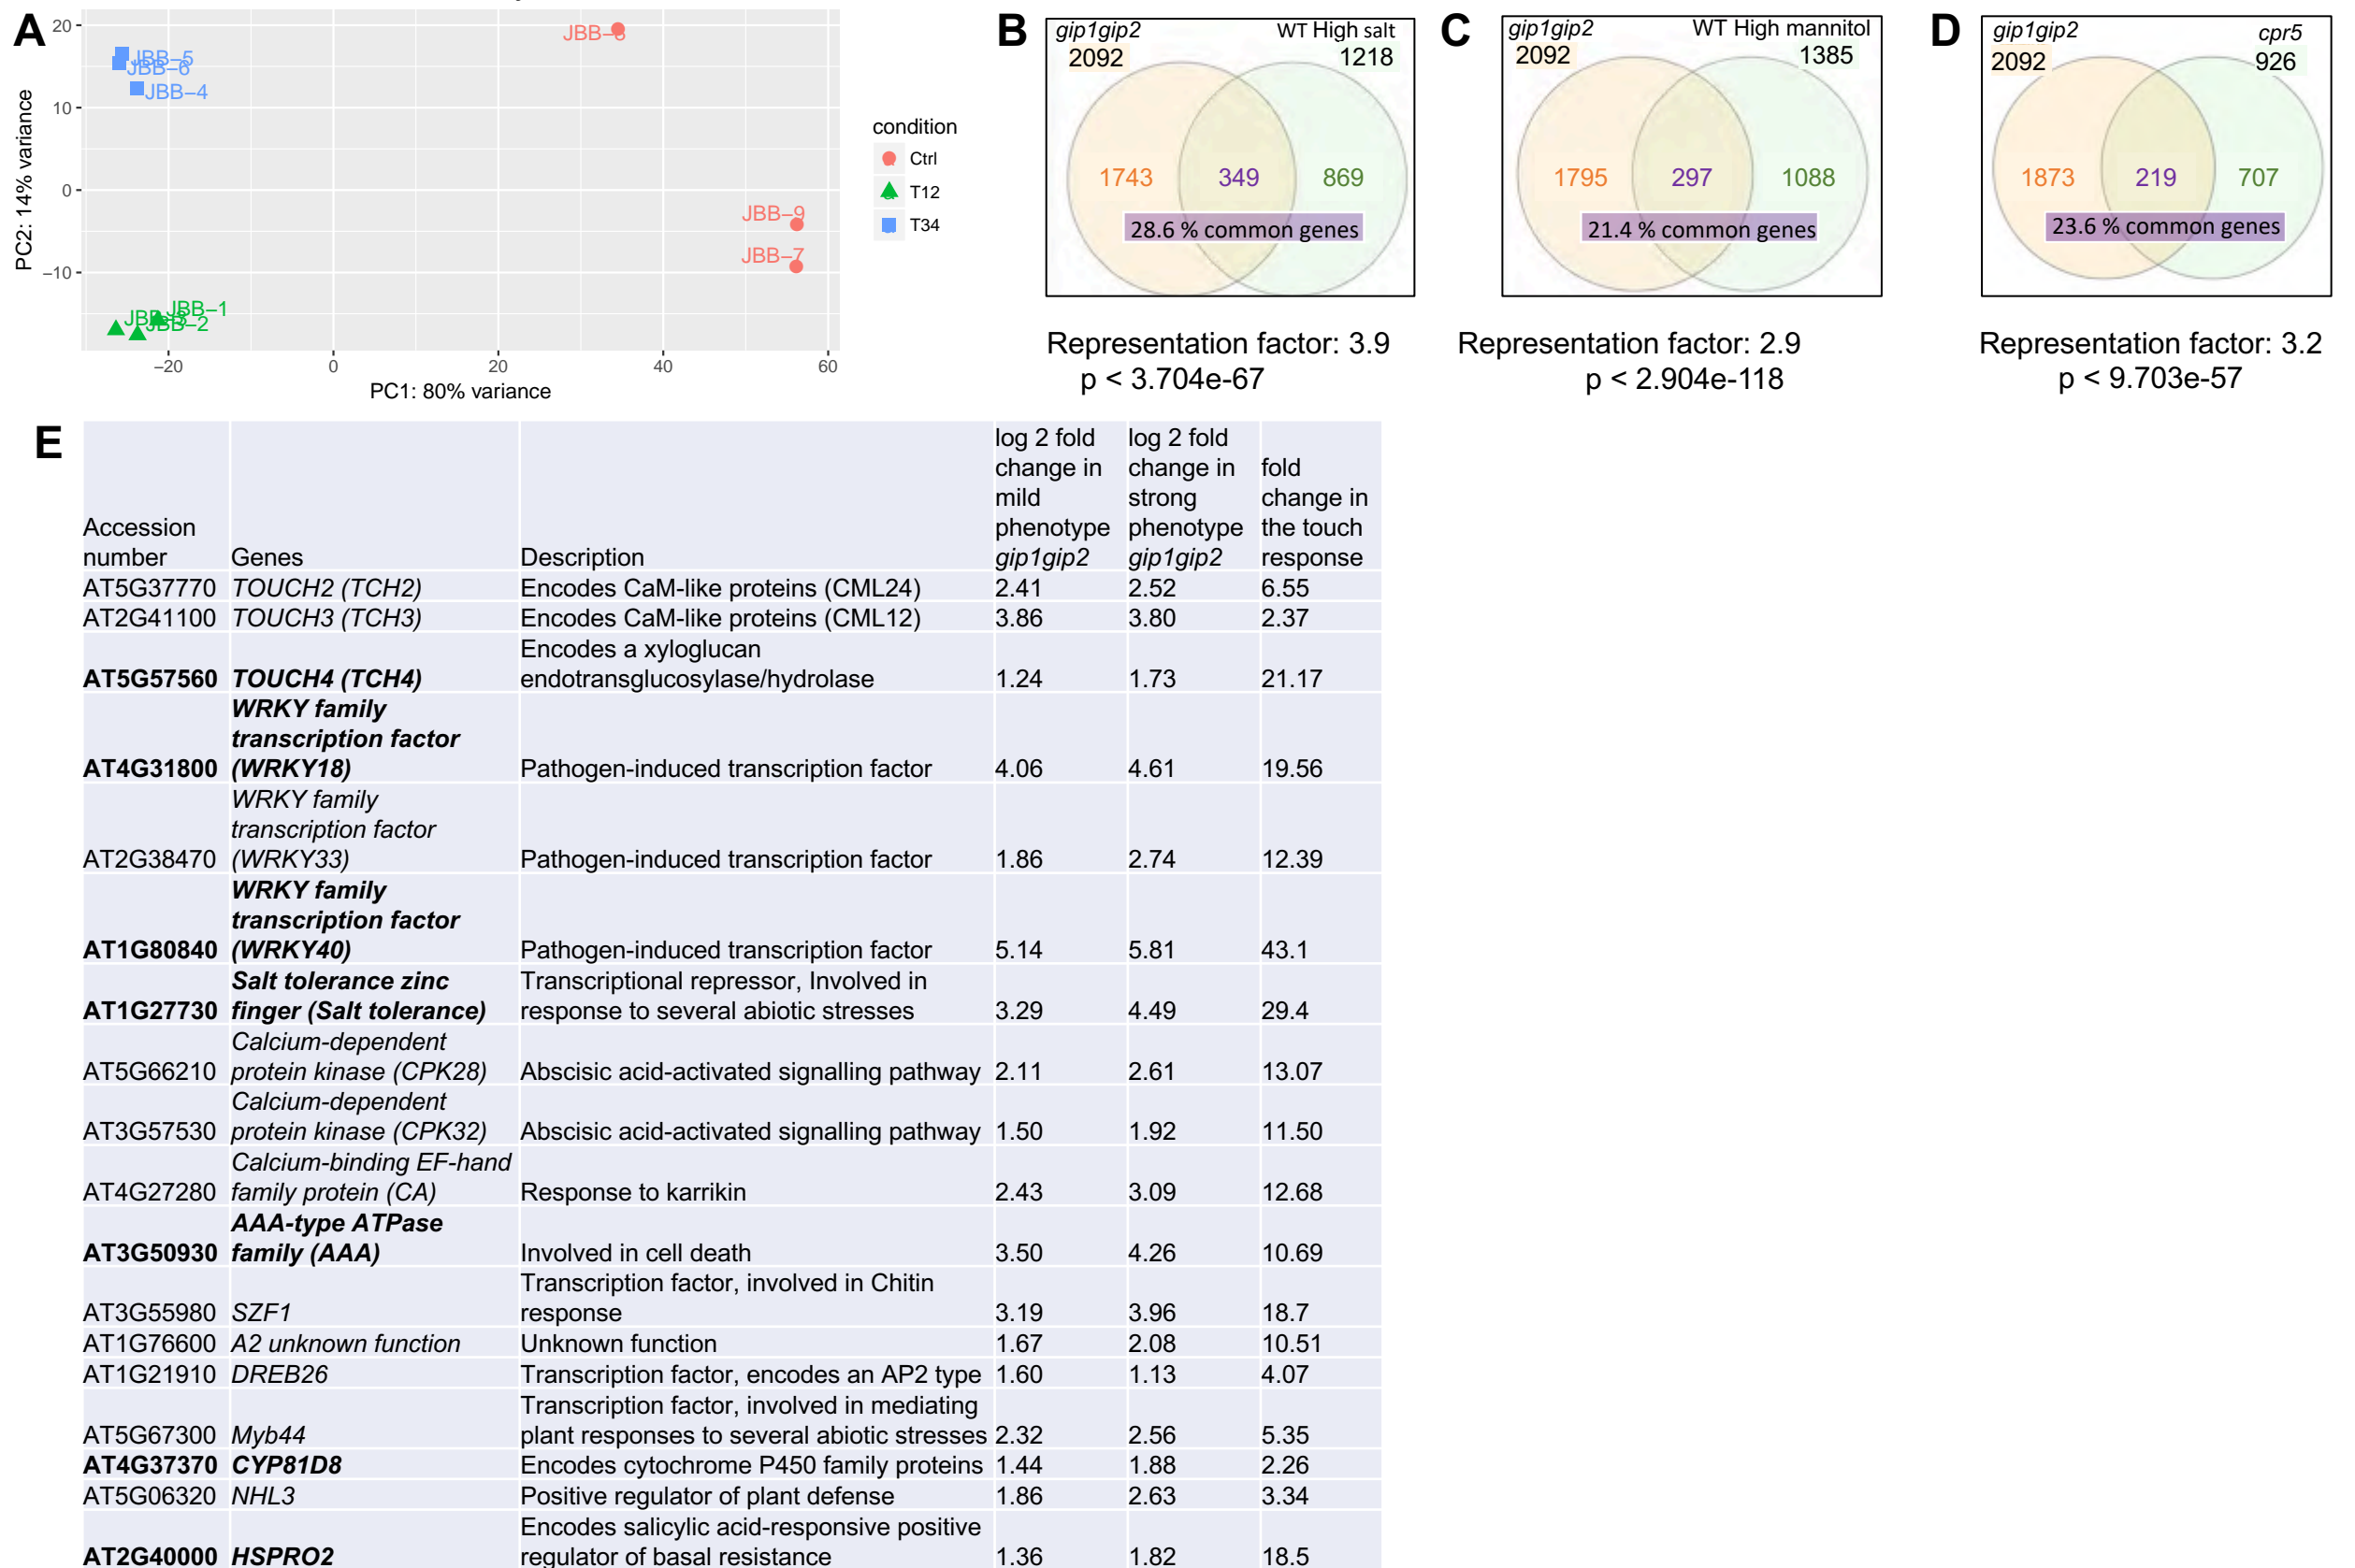 A
20
10
0
−10
−20
0
20
40
60
PC2: 14% variance
PC1: 80% variance
JBB−5
JBB−6
JBB−4
JBB−9
JBB−7
JBB−1
JBB−2
condition
Ctrl
T12
T34
B
gip1gip2
2092
WT High salt
1218
1743
349
869
28.6 % common genes
Representation factor: 3.9
p < 3.704e-67
C
gip1gip2
2092
WT High mannitol
1385
1795
297
1088
21.4 % common genes
Representation factor: 2.9
p < 2.904e-118
D
gip1gip2
2092
cpr5
926
1873
219
707
23.6 % common genes
Representation factor: 3.2
p < 9.703e-57
E
Accession
number
Genes
Description
log 2 fold
change in
mild
phenotype
gip1gip2
log 2 fold
change in
strong
phenotype
gip1gip2
fold
change in
the touch
response
AT5G37770 TOUCH2 (TCH2) Encodes CaM-like proteins (CML24) 2.41 2.52 6.55
AT2G41100 TOUCH3 (TCH3) Encodes CaM-like proteins (CML12) 3.86 3.80 2.37
Encodes a xyloglucan
AT5G57560 TOUCH4 (TCH4) endotransglucosylase/hydrolase 1.24 1.73 21.17
WRKY family
transcription factor
AT4G31800 (WRKY18) Pathogen-induced transcription factor 4.06 4.61 19.56
WRKY family
transcription factor
AT2G38470 (WRKY33) Pathogen-induced transcription factor 1.86 2.74 12.39
WRKY family
transcription factor
AT1G80840 (WRKY40) Pathogen-induced transcription factor 5.14 5.81 43.1
Salt tolerance zinc Transcriptional repressor, Involved in
AT1G27730 finger (Salt tolerance) response to several abiotic stresses 3.29 4.49 29.4
Calcium-dependent
AT5G66210 protein kinase (CPK28) Abscisic acid-activated signalling pathway 2.11 2.61 13.07
Calcium-dependent
AT3G57530 protein kinase (CPK32) Abscisic acid-activated signalling pathway 1.50 1.92 11.50
Calcium-binding EF-hand
AT4G27280 family protein (CA) Response to karrikin 2.43 3.09 12.68
AAA-type ATPase
AT3G50930 family (AAA) Involved in cell death 3.50 4.26 10.69
Transcription factor, involved in Chitin
AT3G55980 SZF1 response 3.19 3.96 18.7
AT1G76600 A2 unknown function Unknown function 1.67 2.08 10.51
AT1G21910 DREB26 Transcription factor, encodes an AP2 type 1.60 1.13 4.07
Transcription factor, involved in mediating
AT5G67300 Myb44 plant responses to several abiotic stresses 2.32 2.56 5.35
AT4G37370 CYP81D8 Encodes cytochrome P450 family proteins 1.44 1.88 2.26
AT5G06320 NHL3 Positive regulator of plant defense 1.86 2.63 3.34
Encodes salicylic acid-responsive positive
AT2G40000 HSPRO2 regulator of basal resistance 1.36 1.82 18.5